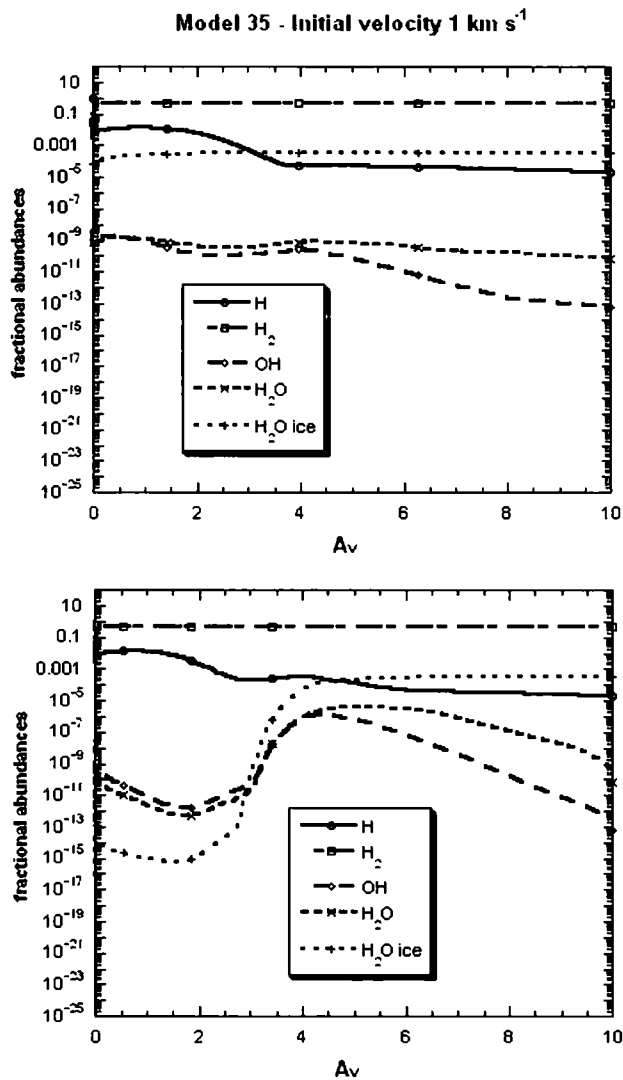 Model 35 - Initial velocity 1 km s⁻¹
fractional abundances
10
0.1
0.001
10⁻⁵
10⁻⁷
10⁻⁹
10⁻¹¹
10⁻¹³
10⁻¹⁵
10⁻¹⁷
10⁻¹⁹
10⁻²¹
10⁻²³
10⁻²⁵
H
H₂
OH
H₂O
H₂O ice
0 2 4 6 8 10
Av
fractional abundances
10
0.1
0.001
10⁻⁵
10⁻⁷
10⁻⁹
10⁻¹¹
10⁻¹³
10⁻¹⁵
10⁻¹⁷
10⁻¹⁹
10⁻²¹
10⁻²³
10⁻²⁵
H
H₂
OH
H₂O
H₂O ice
0 2 4 6 8 10
Av